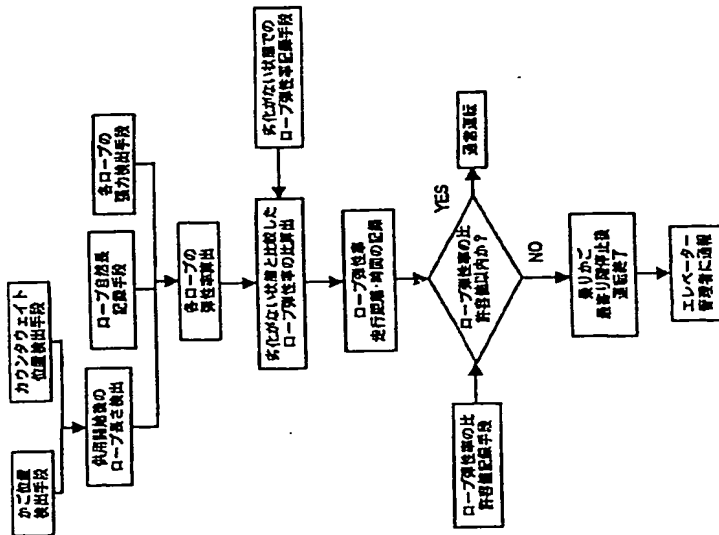 かご位置
検出手段
カウンタウェイト
位置検出手段
供用開始後の
ロープ長さ検出
ロープ自然長
記録手段
各ロープの
張力検出手段
各ロープの
弾性率算出
劣化がない状態での
ロープ弾性率記録手段
劣化がない状態と比較した
ロープ弾性率の比算出
ロープ弾性率
走行距離・時間の記録
ロープ弾性率の比
許容値記録手段
ロープ弾性率の比
許容値以内か?
YES
通常運転
NO
乗りかご
最寄り階停止後
運転終了
エレベーター
管理者に通報